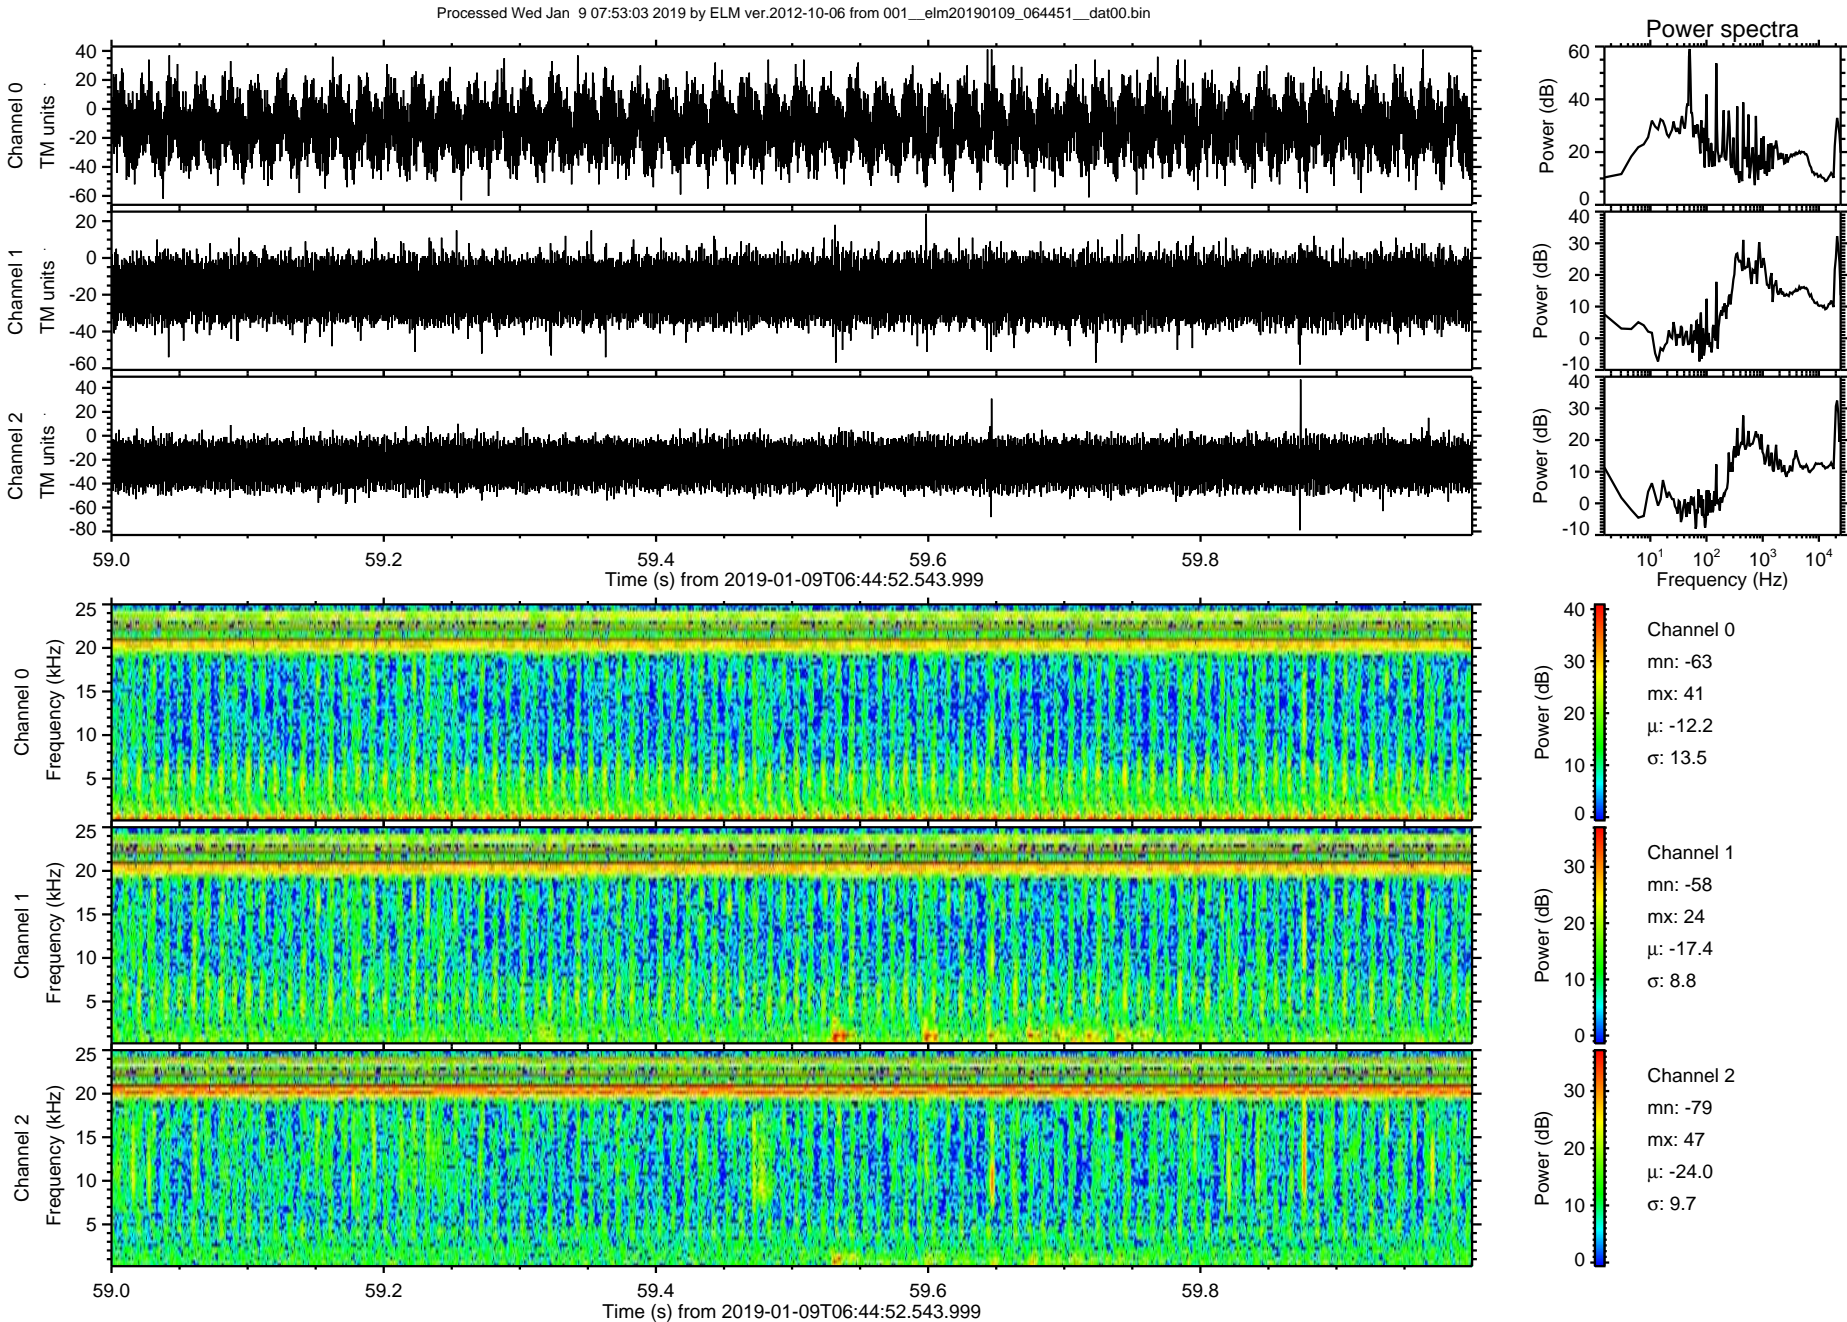 Processed Wed Jan  9 07:53:03 2019 by ELM ver.2012-10-06 from 001__elm20190109_064451__dat00.bin
Power spectra
Channel 0
TM units
40
20
0
-20
-40
-60
Power (dB)
60
40
20
0
Channel 1
TM units
20
0
-20
-40
-60
Power (dB)
40
30
20
10
0
-10
Channel 2
TM units
40
20
0
-20
-40
-60
-80
Power (dB)
40
30
20
10
0
-10
59.0 59.2 59.4 59.6 59.8
Time (s) from 2019-01-09T06:44:52.543.999
10^1 10^2 10^3 10^4
Frequency (Hz)
Channel 0
Frequency (kHz)
25
20
15
10
5
Power (dB)
40
30
20
10
0
Channel 0
mn: -63
mx: 41
μ: -12.2
σ: 13.5
Channel 1
Frequency (kHz)
25
20
15
10
5
Power (dB)
30
20
10
0
Channel 1
mn: -58
mx: 24
μ: -17.4
σ: 8.8
Channel 2
Frequency (kHz)
25
20
15
10
5
Power (dB)
30
20
10
0
Channel 2
mn: -79
mx: 47
μ: -24.0
σ: 9.7
59.0 59.2 59.4 59.6 59.8
Time (s) from 2019-01-09T06:44:52.543.999